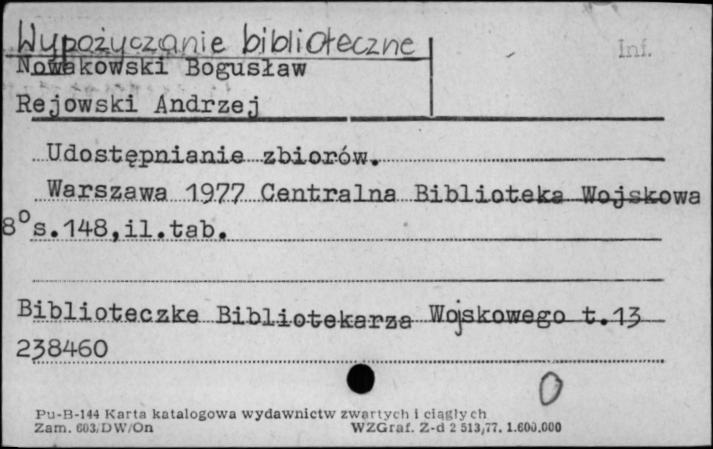 Wypożyczanie biblioteczne
Inf.
Nowakowski Bogusław
Rejowski Andrzej
Udostępnianie zbiorów.
Warszawa 1977 Centralna Biblioteka Wojskowa
8° s.148,il.tab.
Biblioteczke Bibliotekarza Wojskowego t.13
238460
0
Pu-B-144 Karta katalogowa wydawnictw zwartych i ciągłych
Zam. 603/DW/On WZGraf. Z-d 2 513/77. 1.600.000